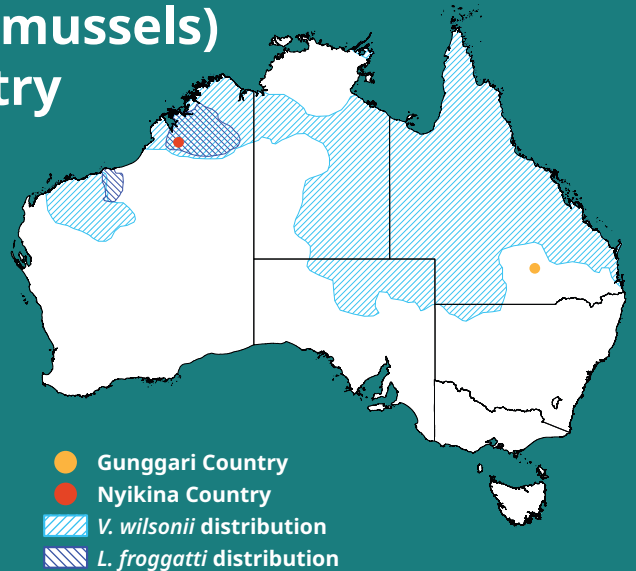 mussels)
try
Gunggari Country
Nyikina Country
V. wilsonii distribution
L. froggatti distribution